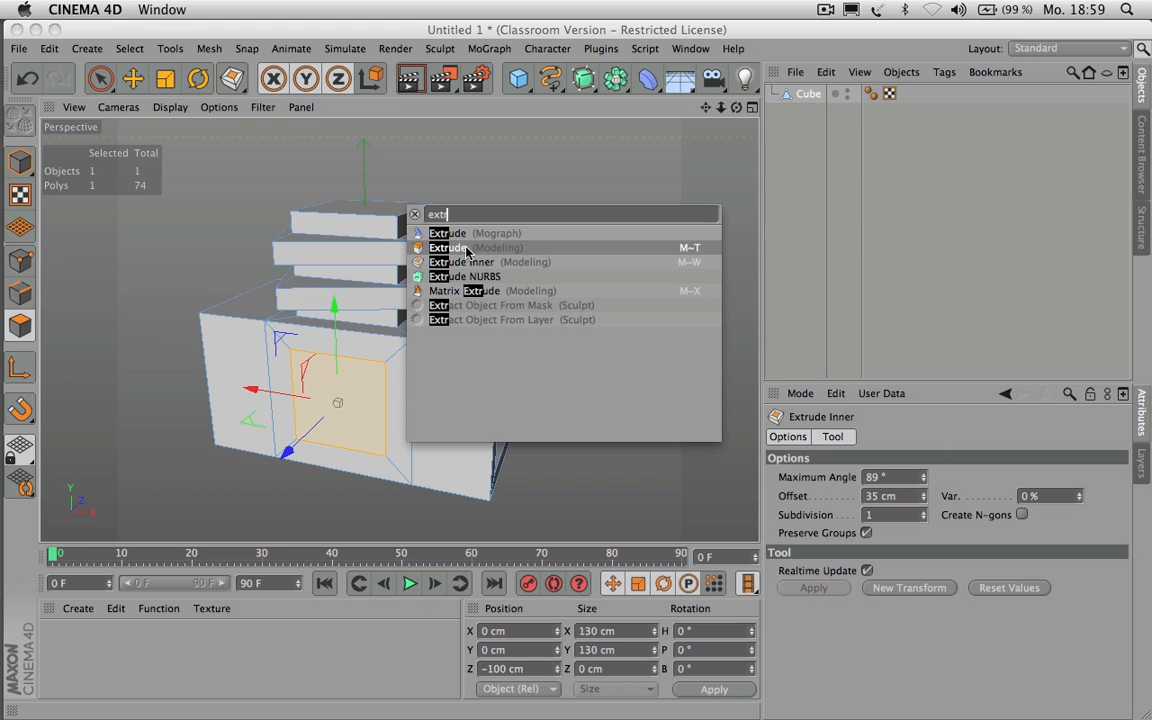 CINEMA 4D Window (99 %) Mo. 18:59
Untitled 1 * (Classroom Version - Restricted License)
File Edit Create Select Tools Mesh Snap Animate Simulate Render Sculpt MoGraph Character Plugins Script Window Help Layout: Standard
X Y Z
File Edit View Objects Tags Bookmarks
View Cameras Display Options Filter Panel
Cube
Perspective
Selected Total
Objects 1 1
Polys 1 74
extr
Extrude (Mograph)
Extrude (Modeling) M~T
Extrude Inner (Modeling) M~W
Extrude NURBS
Matrix Extrude (Modeling) M~X
Extract Object From Mask (Sculpt)
Extract Object From Layer (Sculpt)
Y
Z
X
Objects
Content Browser
Structure
Mode Edit User Data
Extrude Inner
Options Tool
Options
Maximum Angle 89 °
Offset 35 cm Var. 0 %
Subdivision 1 Create N-gons
Preserve Groups
Tool
Realtime Update
Apply New Transform Reset Values
Attributes
Layers
0 10 20 30 40 50 60 70 80 90 0 F
0 F 0 F 90 F 90 F
P
Create Edit Function Texture
Position Size Rotation
X 0 cm X 130 cm H 0 °
Y 0 cm Y 130 cm P 0 °
Z -100 cm Z 0 cm B 0 °
Object (Rel) Size Apply
MAXON
CINEMA 4D